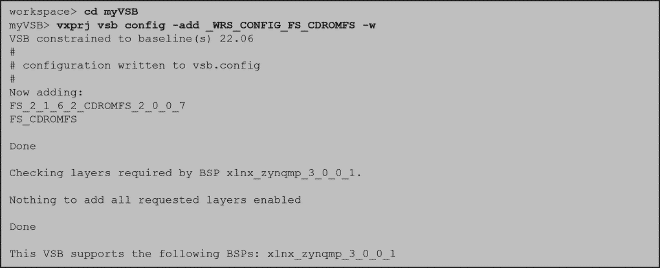 workspace> cd myVSB
myVSB> vxprj vsb config -add _WRS_CONFIG_FS_CDROMFS -w
VSB constrained to baseline(s) 22.06
#
# configuration written to vsb.config
#
Now adding:
FS_2_1_6_2_CDROMFS_2_0_0_7
FS_CDROMFS
Done
Checking layers required by BSP xlnx_zynqmp_3_0_0_1.
Nothing to add all requested layers enabled
Done
This VSB supports the following BSPs: xlnx_zynqmp_3_0_0_1